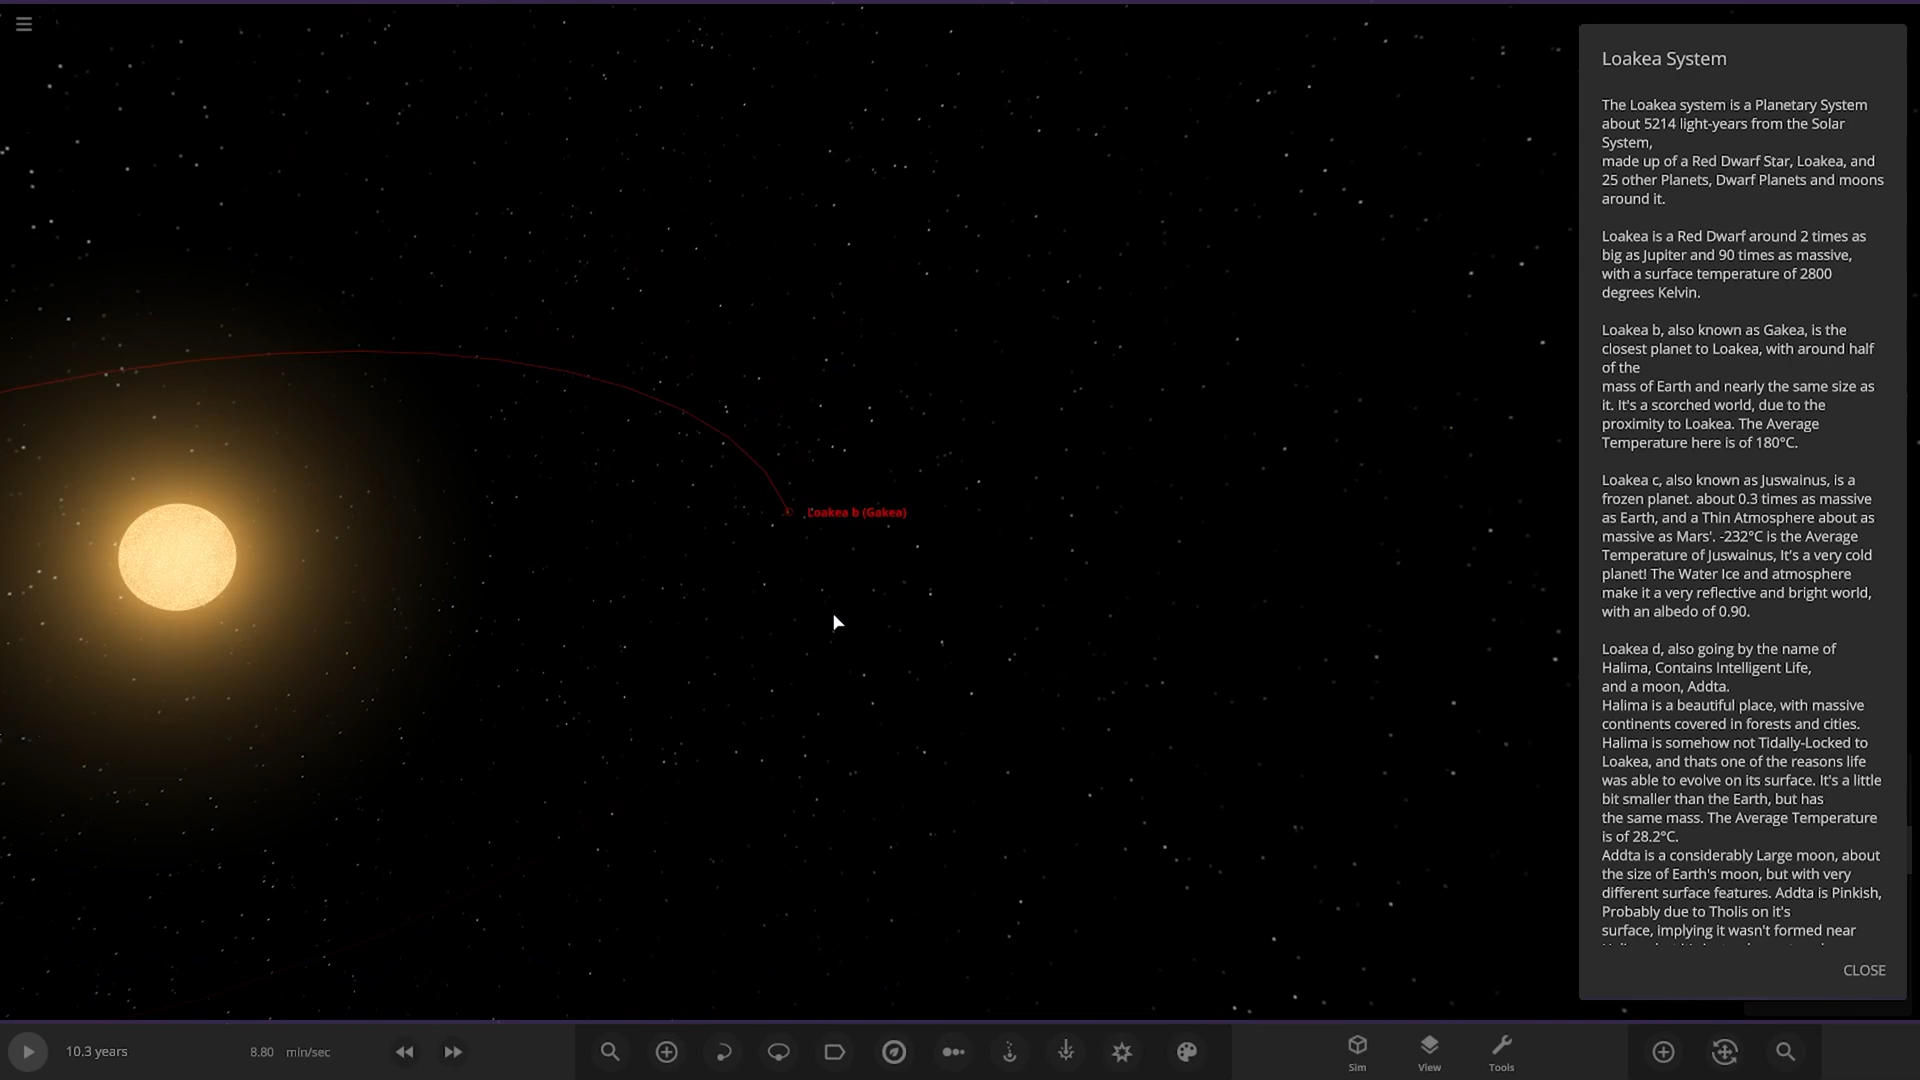 Loakea System
The Loakea system is a Planetary System
about 5214 light-years from the Solar
System,
made up of a Red Dwarf Star, Loakea, and
25 other Planets, Dwarf Planets and moons
around it.
Loakea is a Red Dwarf around 2 times as
big as Jupiter and 90 times as massive,
with a surface temperature of 2800
degrees Kelvin.
Loakea b, also known as Gakea, is the
closest planet to Loakea, with around half
of the
mass of Earth and nearly the same size as
it. It's a scorched world, due to the
proximity to Loakea. The Average
Temperature here is of 180°C.
Loakea c, also known as Juswainus, is a
frozen planet. about 0.3 times as massive
as Earth, and a Thin Atmosphere about as
massive as Mars'. -232°C is the Average
Temperature of Juswainus, It's a very cold
planet! The Water Ice and atmosphere
make it a very reflective and bright world,
with an albedo of 0.90.
Loakea d, also going by the name of
Halima, Contains Intelligent Life,
and a moon, Addta.
Halima is a beautiful place, with massive
continents covered in forests and cities.
Halima is somehow not Tidally-Locked to
Loakea, and thats one of the reasons life
was able to evolve on its surface. It's a little
bit smaller than the Earth, but has
the same mass. The Average Temperature
is of 28.2°C.
Addta is a considerably Large moon, about
the size of Earth's moon, but with very
different surface features. Addta is Pinkish,
Probably due to Tholis on it's
surface, implying it wasn't formed near
CLOSE
Loakea b (Gakea)
10.3 years
8.80 min/sec
Sim
View
Tools